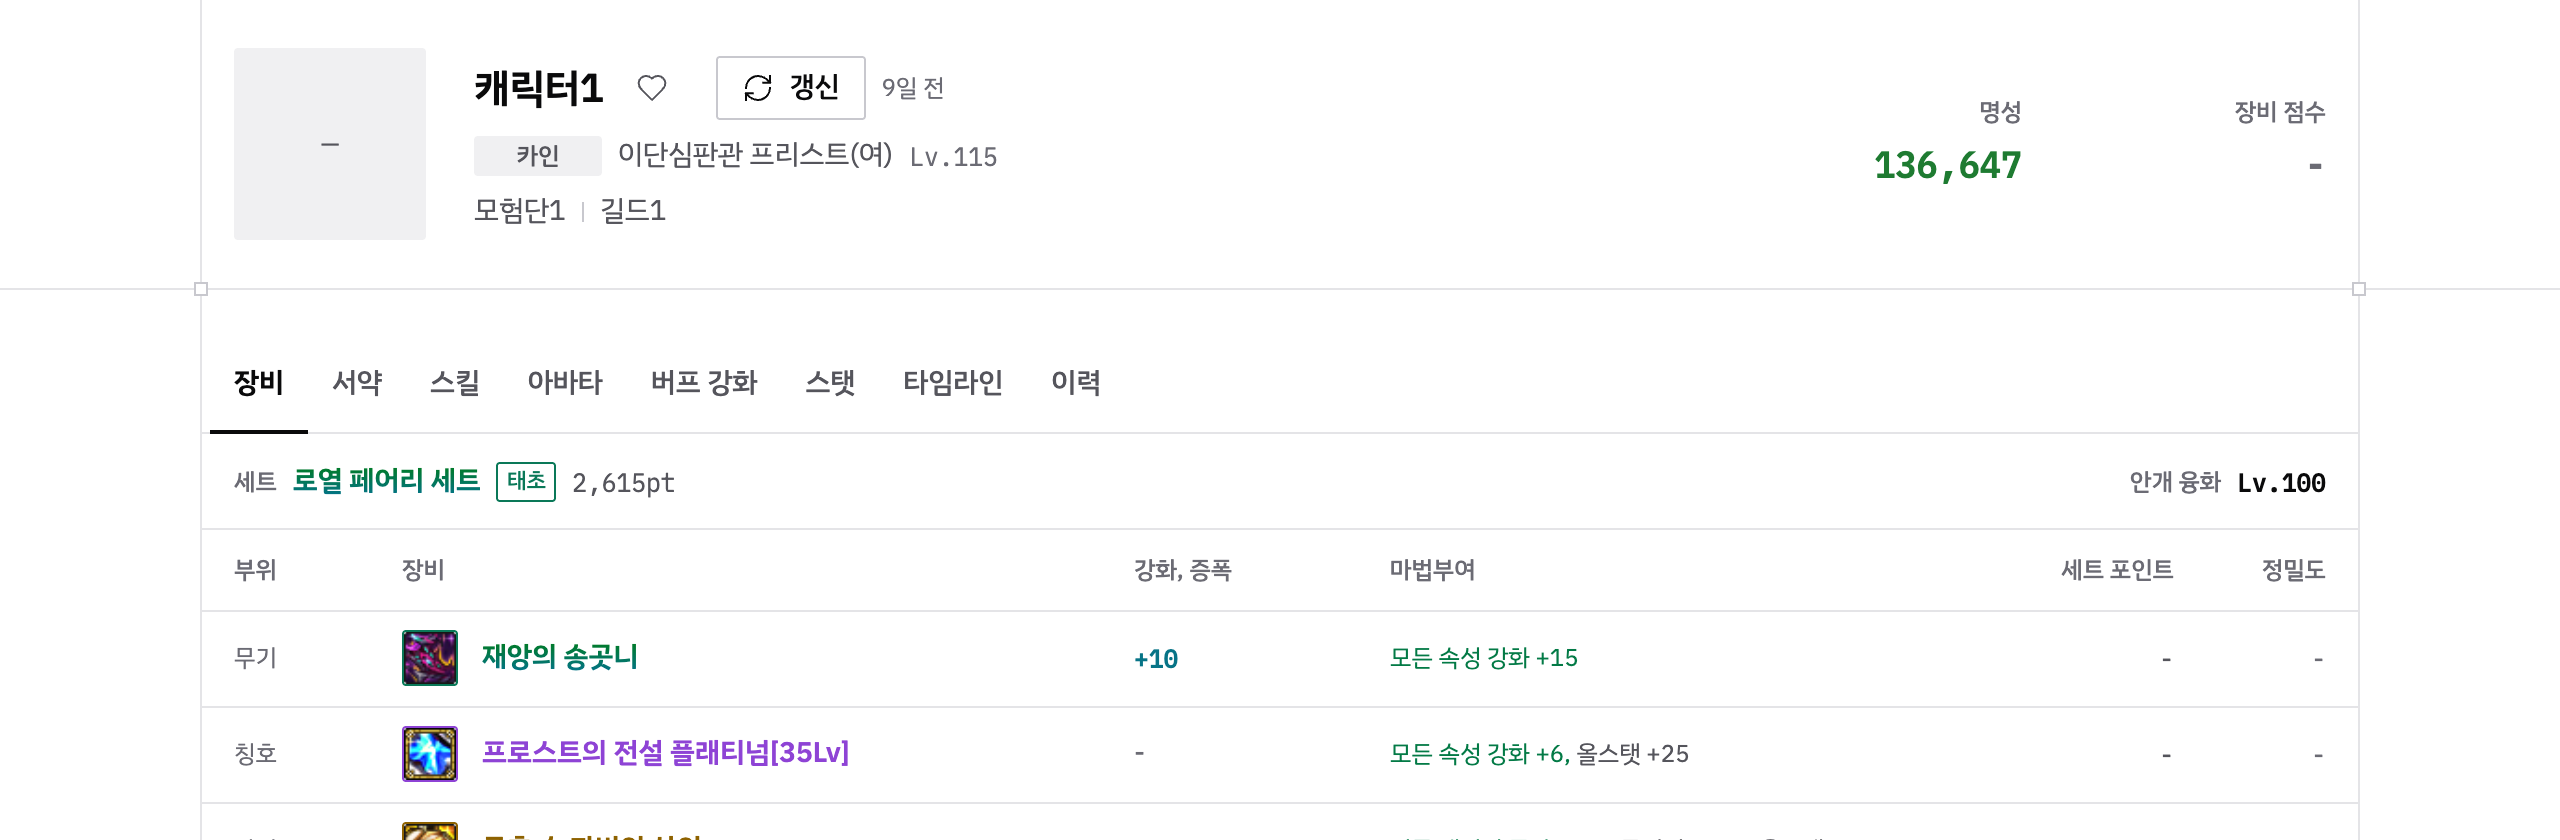 캐릭터1 갱신 9일 전
카인 이단심판관 프리스트(여) Lv.115
모험단1 길드1
명성 장비 점수
136,647 -
장비 서약 스킬 아바타 버프 강화 스탯 타임라인 이력
세트 로열 페어리 세트 태초 2,615pt 안개 융화 Lv.100
부위 장비 강화, 증폭 마법부여 세트 포인트 정밀도
무기 재앙의 송곳니 +10 모든 속성 강화 +15 - -
칭호 프로스트의 전설 플래티넘[35Lv] - 모든 속성 강화 +6, 올스탯 +25 - -